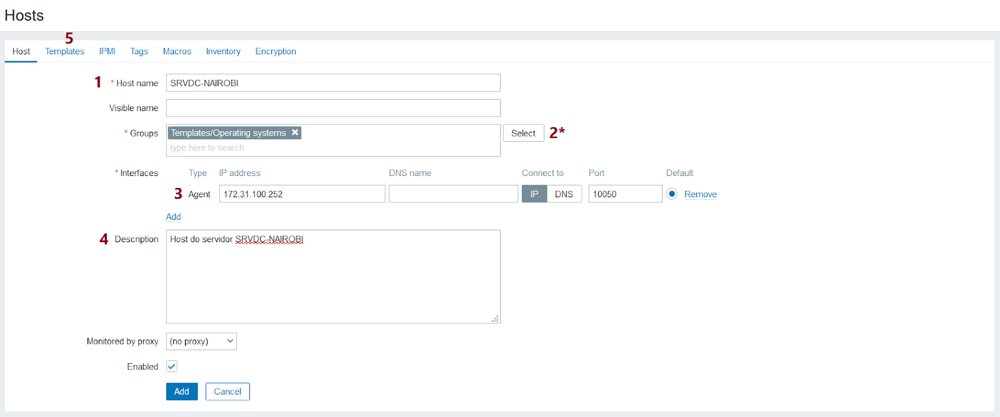 Hosts
5
Host Templates IPMI Tags Macros Inventory Encryption
1 * Host name SRVDC-NAIROBI
Visible name
* Groups Templates/Operating systems ✖ Select 2*
type here to search
* Interfaces Type IP address DNS name Connect to Port Default
3 Agent 172.31.100.252 IP DNS 10050 Remove
Add
4 Description Host do servidor SRVDC-NAIROBI
Monitored by proxy (no proxy)
Enabled
Add Cancel